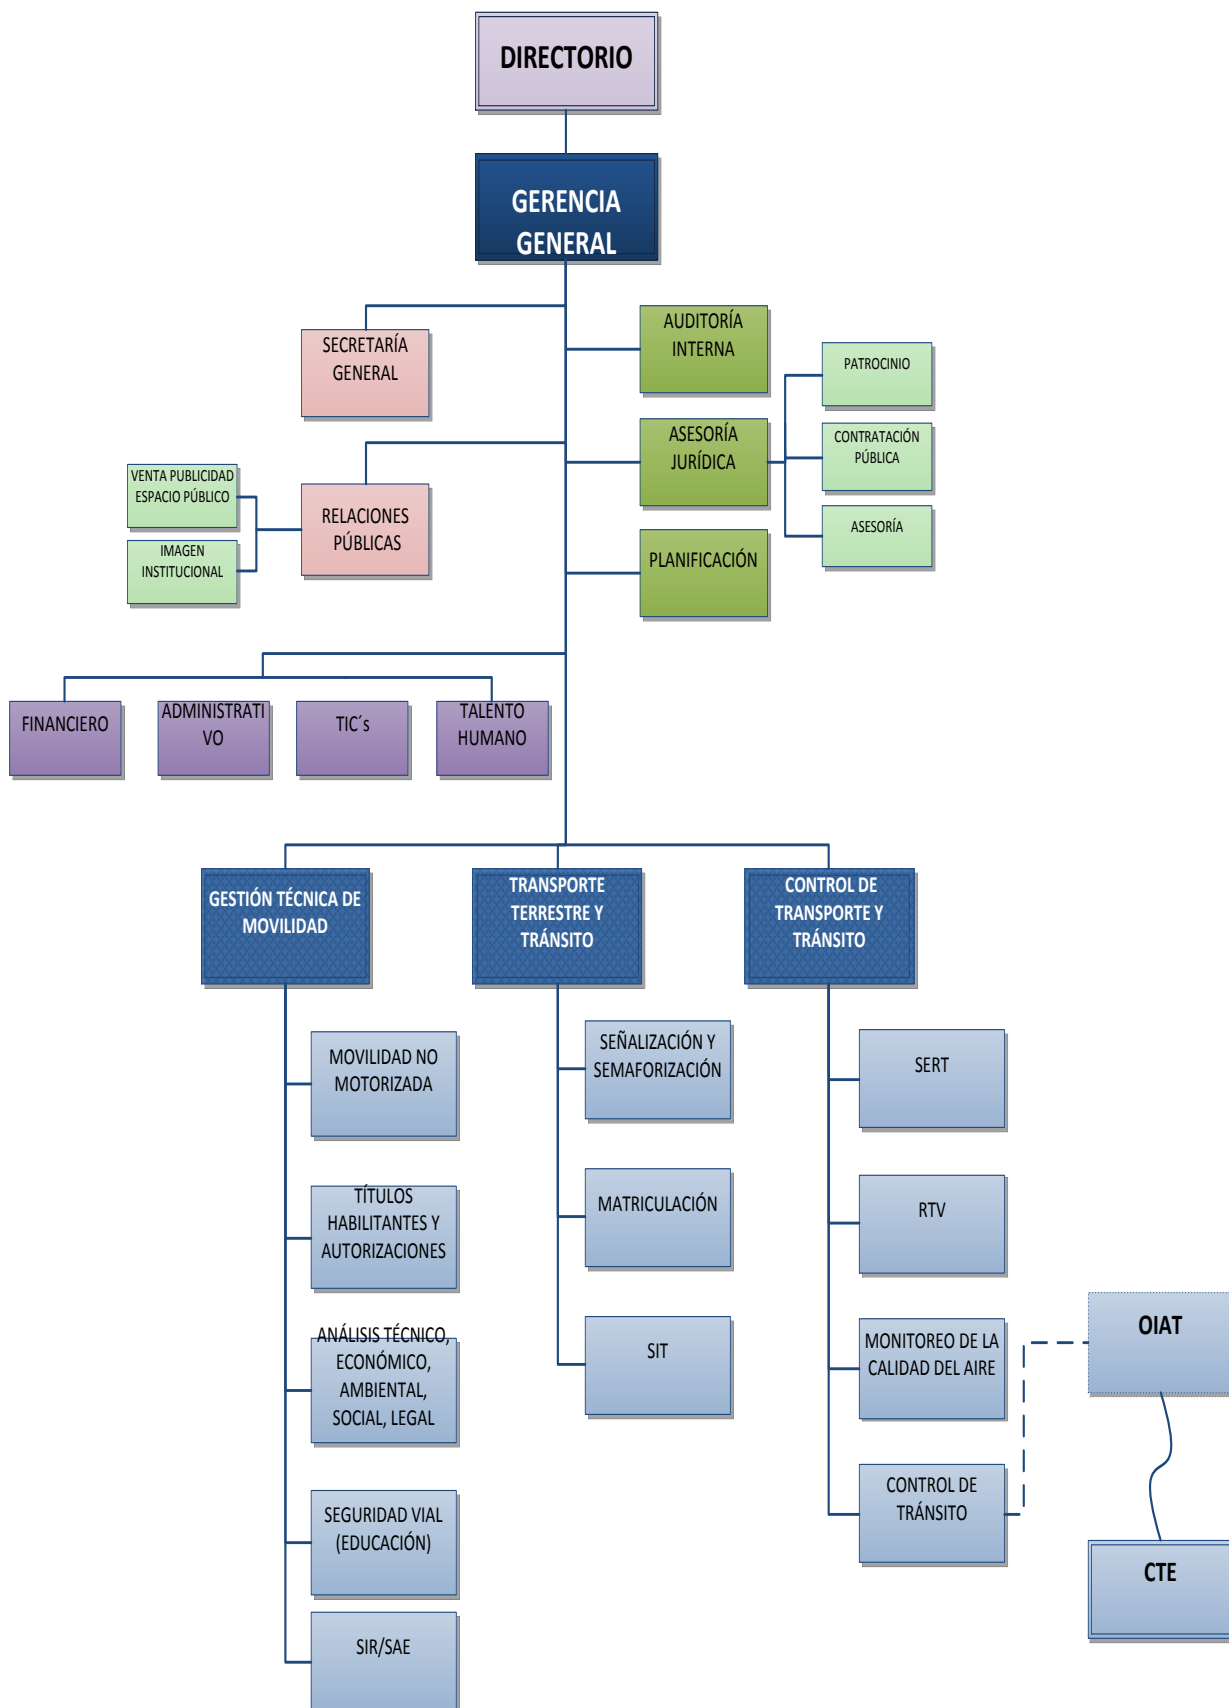 DIRECTORIO
GERENCIA
GENERAL
SECRETARÍA
GENERAL
AUDITORÍA
INTERNA
PATROCINIO
ASESORÍA
JURÍDICA
CONTRATACIÓN
PÚBLICA
ASESORÍA
VENTA PUBLICIDAD
ESPACIO PÚBLICO
IMAGEN
INSTITUCIONAL
RELACIONES
PÚBLICAS
PLANIFICACIÓN
FINANCIERO
ADMINISTRATI
VO
TIC´s
TALENTO
HUMANO
GESTIÓN TÉCNICA DE
MOVILIDAD
TRANSPORTE
TERRESTRE Y
TRÁNSITO
CONTROL DE
TRANSPORTE Y
TRÁNSITO
MOVILIDAD NO
MOTORIZADA
SEÑALIZACIÓN Y
SEMAFORIZACIÓN
SERT
TÍTULOS
HABILITANTES Y
AUTORIZACIONES
MATRICULACIÓN
RTV
ANÁLISIS TÉCNICO,
ECONÓMICO,
AMBIENTAL,
SOCIAL, LEGAL
SIT
MONITOREO DE LA
CALIDAD DEL AIRE
OIAT
SEGURIDAD VIAL
(EDUCACIÓN)
CONTROL DE
TRÁNSITO
CTE
SIR/SAE